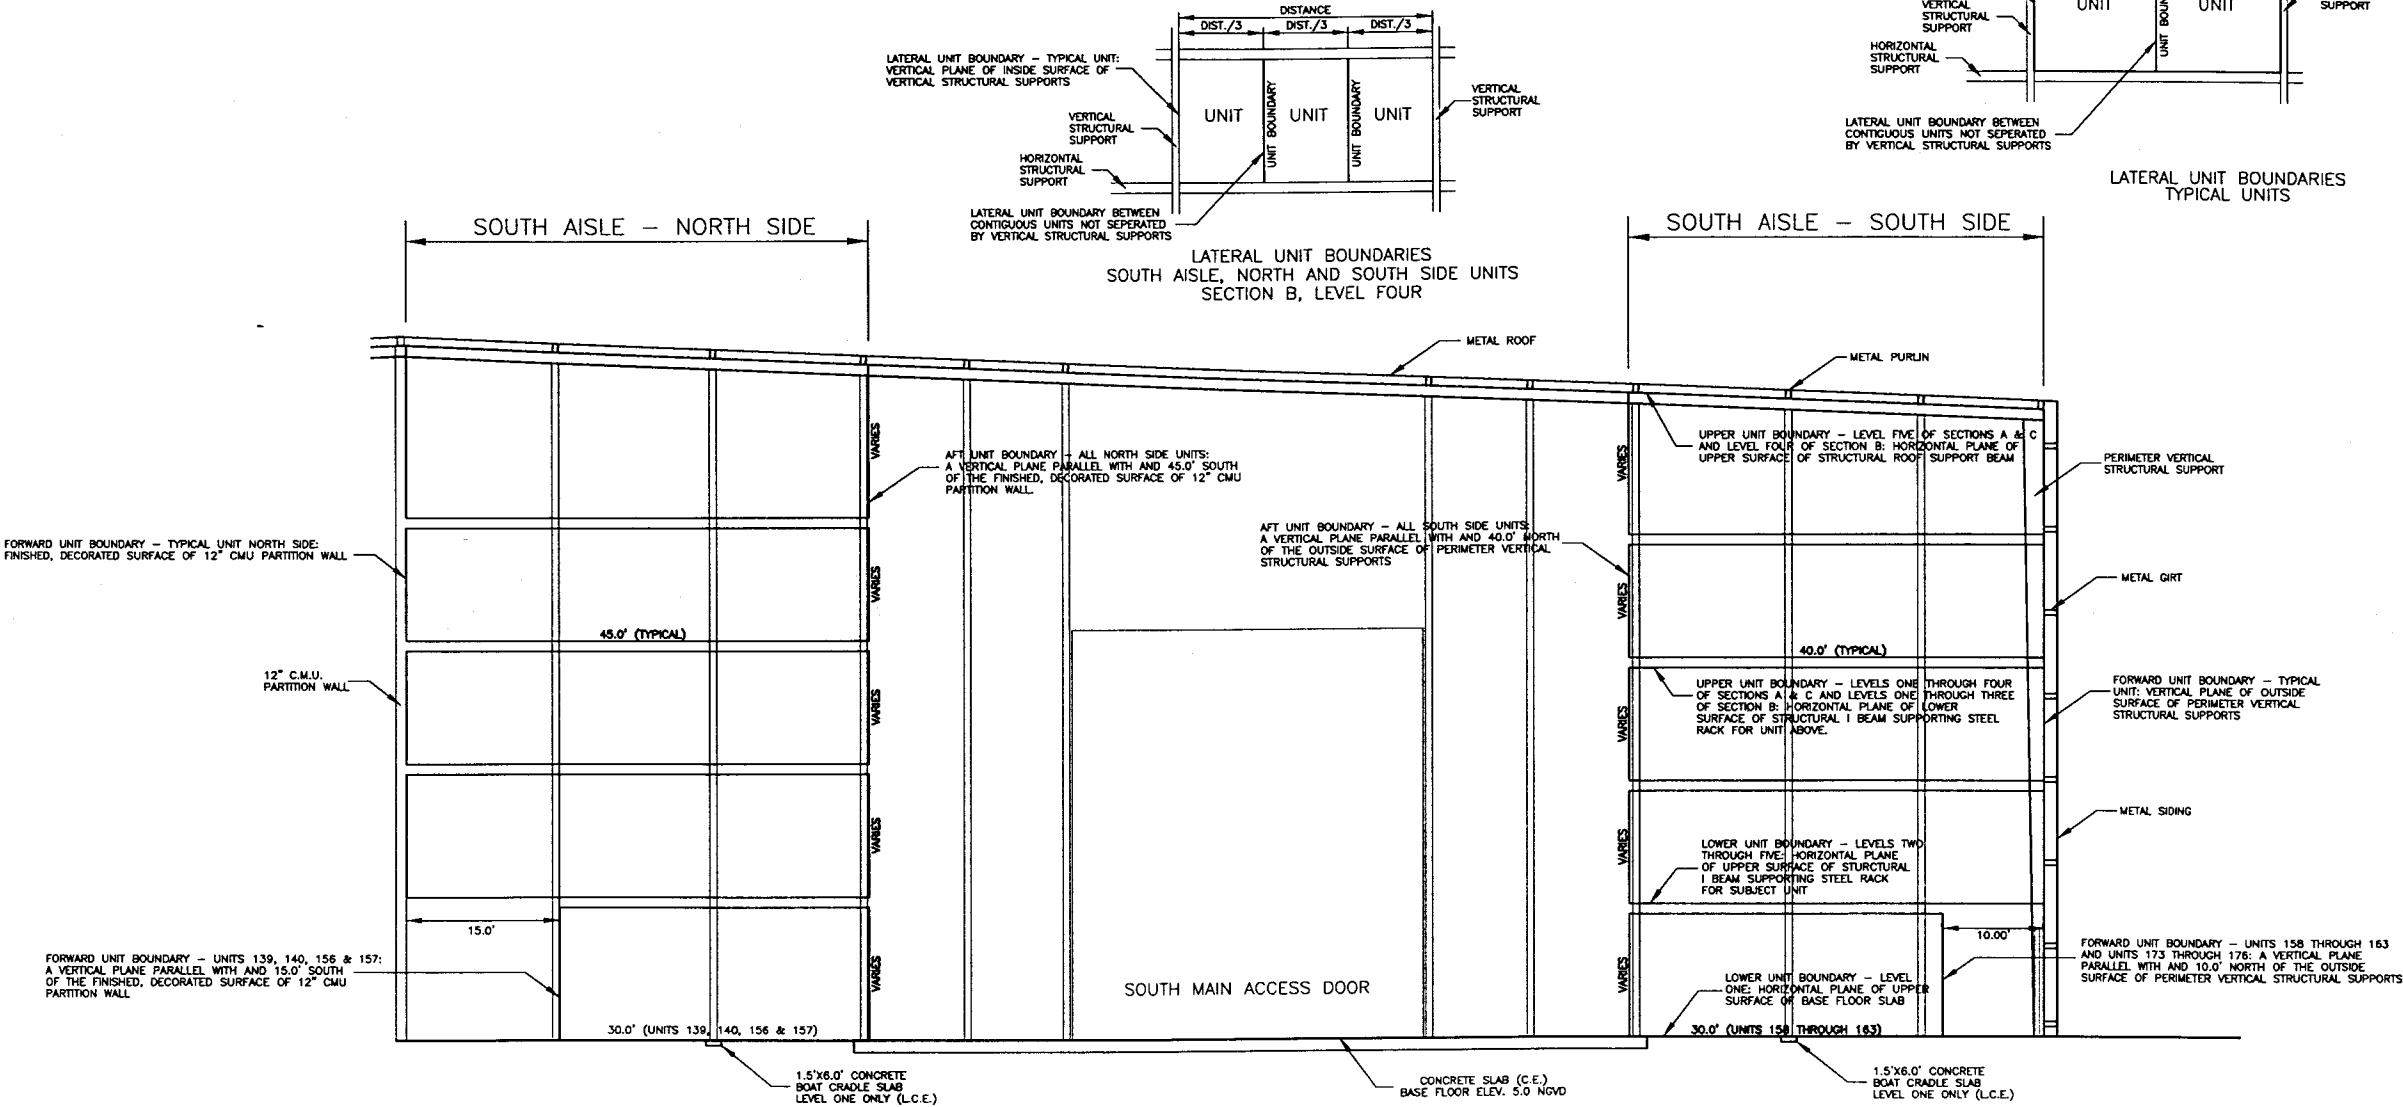 DISTANCE
DIST./3
DIST./3
DIST./3
LATERAL UNIT BOUNDARY – TYPICAL UNIT:
VERTICAL PLANE OF INSIDE SURFACE OF
VERTICAL STRUCTURAL SUPPORTS
VERTICAL
STRUCTURAL
SUPPORT
HORIZONTAL
STRUCTURAL
SUPPORT
UNIT
UNIT BOUNDARY
UNIT
UNIT BOUNDARY
UNIT
VERTICAL
STRUCTURAL
SUPPORT
LATERAL UNIT BOUNDARY BETWEEN
CONTIGUOUS UNITS NOT SEPERATED
BY VERTICAL STRUCTURAL SUPPORTS
LATERAL UNIT BOUNDARIES
SOUTH AISLE, NORTH AND SOUTH SIDE UNITS
SECTION B, LEVEL FOUR
VERTICAL
STRUCTURAL
SUPPORT
HORIZONTAL
STRUCTURAL
SUPPORT
UNIT
UNIT
UNIT
SUPPORT
LATERAL UNIT BOUNDARY BETWEEN
CONTIGUOUS UNITS NOT SEPERATED
BY VERTICAL STRUCTURAL SUPPORTS
LATERAL UNIT BOUNDARIES
TYPICAL UNITS
SOUTH AISLE – NORTH SIDE
SOUTH AISLE – SOUTH SIDE
METAL ROOF
METAL PURLIN
VARIES
AFT UNIT BOUNDARY – ALL NORTH SIDE UNITS:
A VERTICAL PLANE PARALLEL WITH AND 45.0' SOUTH
OF THE FINISHED, DECORATED SURFACE OF 12" CMU
PARTITION WALL.
VARIES
UPPER UNIT BOUNDARY – LEVEL FIVE OF SECTIONS A & C
AND LEVEL FOUR OF SECTION B: HORIZONTAL PLANE OF
UPPER SURFACE OF STRUCTURAL ROOF SUPPORT BEAM
PERIMETER VERTICAL
STRUCTURAL SUPPORT
FORWARD UNIT BOUNDARY – TYPICAL UNIT NORTH SIDE:
FINISHED, DECORATED SURFACE OF 12" CMU PARTITION WALL
VARIES
AFT UNIT BOUNDARY – ALL SOUTH SIDE UNITS:
A VERTICAL PLANE PARALLEL WITH AND 40.0' NORTH
OF THE OUTSIDE SURFACE OF PERIMETER VERTICAL
STRUCTURAL SUPPORTS
VARIES
METAL GIRT
45.0' (TYPICAL)
40.0' (TYPICAL)
12" C.M.U.
PARTITION WALL
VARIES
VARIES
UPPER UNIT BOUNDARY – LEVELS ONE THROUGH FOUR
OF SECTIONS A & C AND LEVELS ONE THROUGH THREE
OF SECTION B: HORIZONTAL PLANE OF LOWER
SURFACE OF STRUCTURAL I BEAM SUPPORTING STEEL
RACK FOR UNIT ABOVE.
FORWARD UNIT BOUNDARY – TYPICAL
UNIT: VERTICAL PLANE OF OUTSIDE
SURFACE OF PERIMETER VERTICAL
STRUCTURAL SUPPORTS
METAL SIDING
VARIES
VARIES
LOWER UNIT BOUNDARY – LEVELS TWO
THROUGH FIVE: HORIZONTAL PLANE
OF UPPER SURFACE OF STURCTURAL
I BEAM SUPPORTING STEEL RACK
FOR SUBJECT UNIT
15.0'
10.00'
FORWARD UNIT BOUNDARY – UNITS 139, 140, 156 & 157:
A VERTICAL PLANE PARALLEL WITH AND 15.0' SOUTH
OF THE FINISHED, DECORATED SURFACE OF 12" CMU
PARTITION WALL
VARIES
SOUTH MAIN ACCESS DOOR
VARIES
LOWER UNIT BOUNDARY – LEVEL
ONE: HORIZONTAL PLANE OF UPPER
SURFACE OF BASE FLOOR SLAB
FORWARD UNIT BOUNDARY – UNITS 158 THROUGH 163
AND UNITS 173 THROUGH 176: A VERTICAL PLANE
PARALLEL WITH AND 10.0' NORTH OF THE OUTSIDE
SURFACE OF PERIMETER VERTICAL STRUCTURAL SUPPORTS
30.0' (UNITS 139, 140, 156 & 157)
30.0' (UNITS 158 THROUGH 163)
1.5'X6.0' CONCRETE
BOAT CRADLE SLAB
LEVEL ONE ONLY (L.C.E.)
CONCRETE SLAB (C.E.)
BASE FLOOR ELEV. 5.0 NGVD
1.5'X6.0' CONCRETE
BOAT CRADLE SLAB
LEVEL ONE ONLY (L.C.E.)